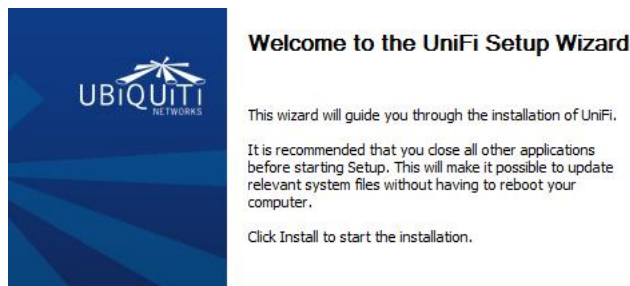 UBiQUiTi
NETWORKS
Welcome to the UniFi Setup Wizard
This wizard will guide you through the installation of UniFi.
It is recommended that you close all other applications
before starting Setup. This will make it possible to update
relevant system files without having to reboot your
computer.
Click Install to start the installation.